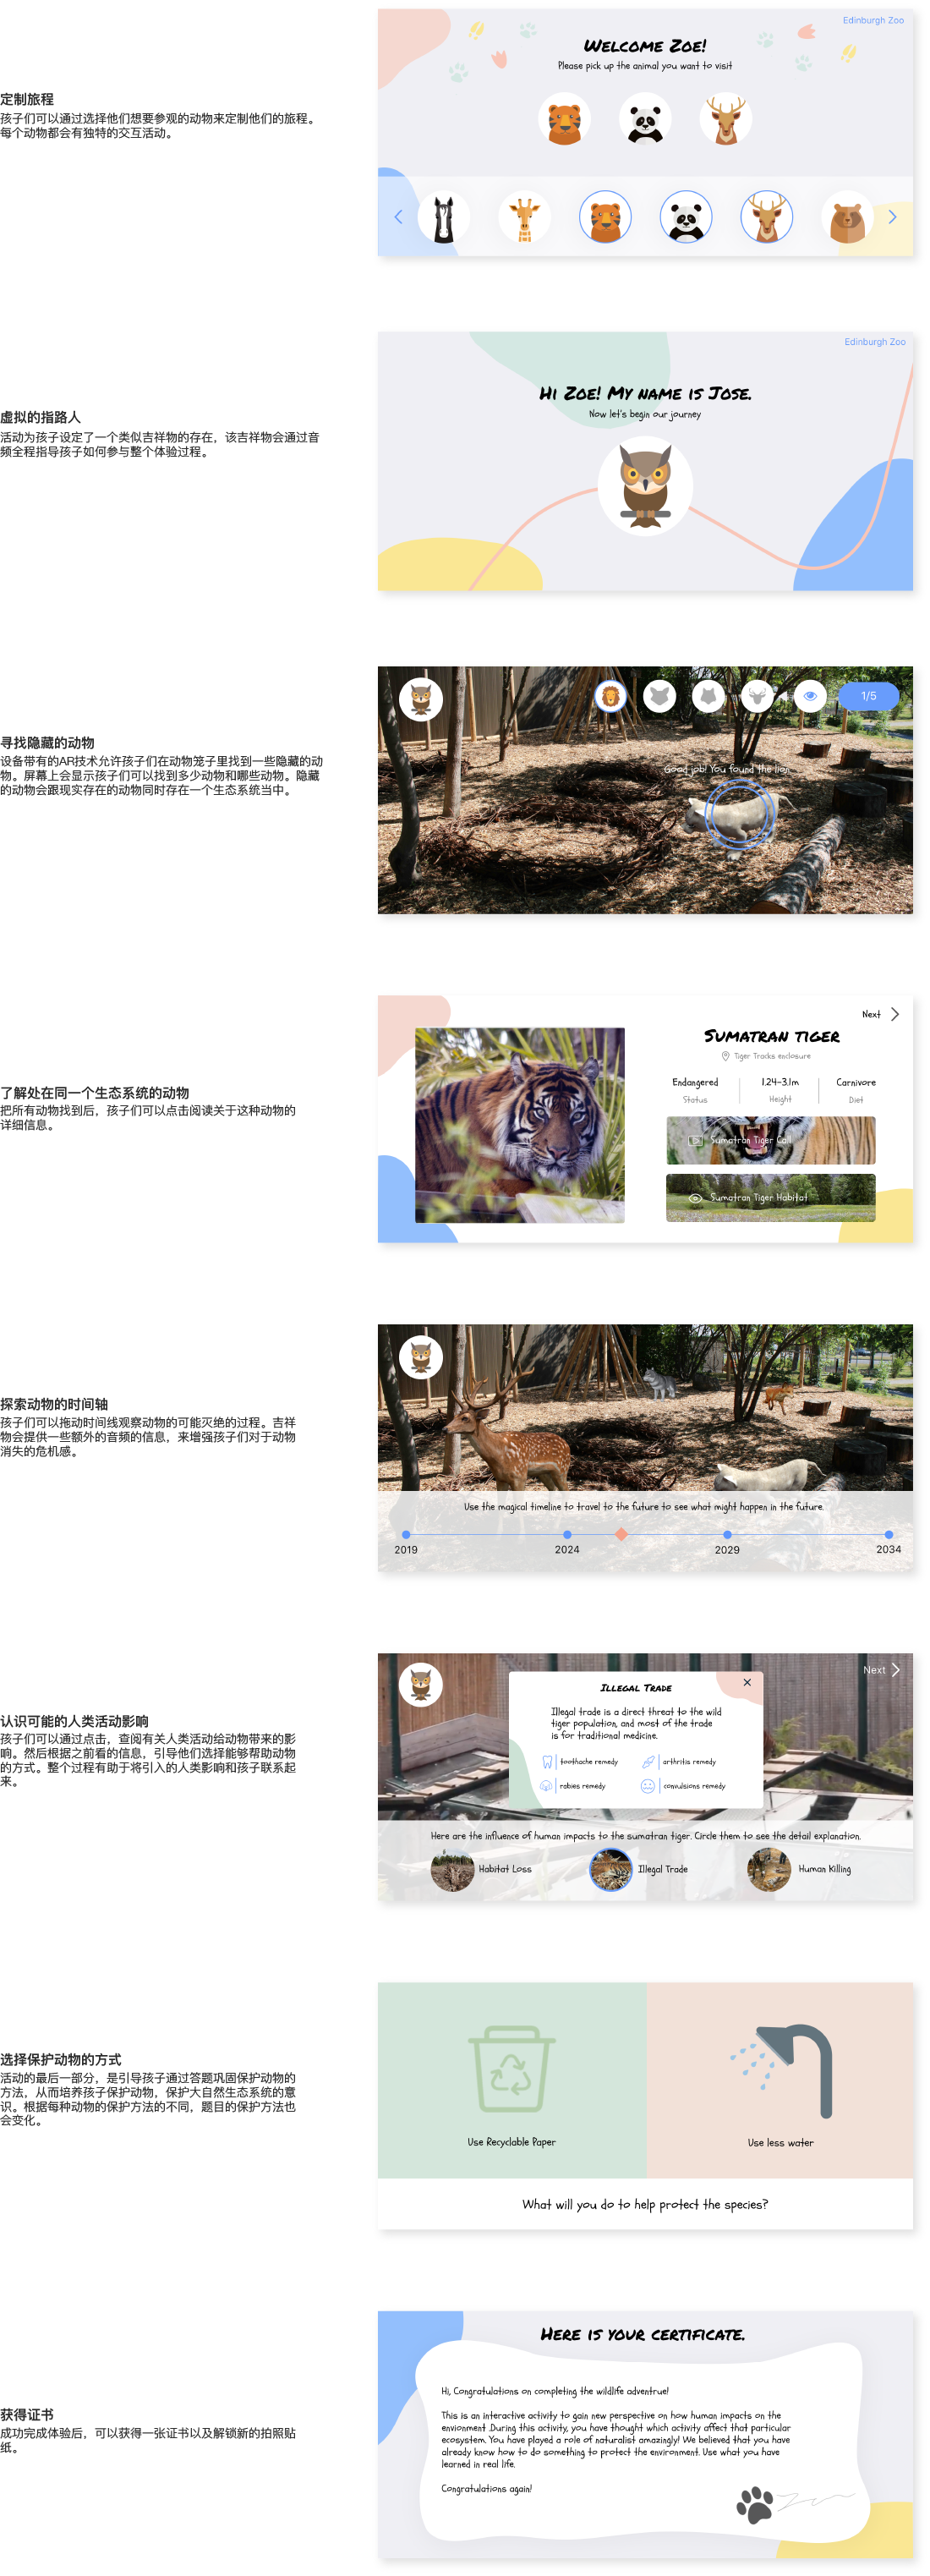 定制旅程
孩子们可以通过选择他们想要参观的动物来定制他们的旅程。
每个动物都会有独特的交互活动。
Edinburgh Zoo
Welcome Zoe!
Please pick up the animal you want to visit
虚拟的指路人
活动为孩子设定了一个类似吉祥物的存在，该吉祥物会通过音
频全程指导孩子如何参与整个体验过程。
Edinburgh Zoo
Hi Zoe! My name is Jose.
Now let's begin our journey
寻找隐藏的动物
设备带有的AR技术允许孩子们在动物笼子里找到一些隐藏的动
物。屏幕上会显示孩子们可以找到多少动物和哪些动物。隐藏
的动物会跟现实存在的动物同时存在一个生态系统当中。
1/5
Good job! You found the lion
了解处在同一个生态系统的动物
把所有动物找到后，孩子们可以点击阅读关于这种动物的
详细信息。
Next
Sumatran tiger
Tiger Tracks enclosure
Endangered 1.24-3.1m Carnivore
Status Height Diet
Sumatran Tiger Call
Sumatran Tiger Habitat
探索动物的时间轴
孩子们可以拖动时间线观察动物的可能灭绝的过程。吉祥
物会提供一些额外的音频的信息，来增强孩子们对于动物
消失的危机感。
Use the magical timeline to travel to the future to see what might happen in the future.
2019 2024 2029 2034
认识可能的人类活动影响
孩子们可以通过点击，查阅有关人类活动给动物带来的影
响。然后根据之前看的信息，引导他们选择能够帮助动物
的方式。整个过程有助于将引入的人类影响和孩子联系起
来。
Next
Illegal Trade
Illegal trade is a direct threat to the wild
tiger population, and most of the trade
is for traditional medicine.
toothache remedy arthritis remedy
rabies remedy convulsions remedy
Here are the influence of human impacts to the sumatran tiger. Circle them to see the detail explanation.
Habitat Loss Illegal Trade Human Killing
选择保护动物的方式
活动的最后一部分，是引导孩子通过答题巩固保护动物的
方法，从而培养孩子保护动物，保护大自然生态系统的意
识。根据每种动物的保护方法的不同，题目的保护方法也
会变化。
Use Recyclable Paper Use less water
What will you do to help protect the species?
获得证书
成功完成体验后，可以获得一张证书以及解锁新的拍照贴
纸。
Here is your certificate.
Hi, Congratulations on completing the wildlife adventrue!
This is an interactive activity to gain new perspective on how human impacts on the
envioment .During this activity, you have thought which activity affect that particular
ecosystem. You have played a role of naturalist amazingly! We believed that you have
already know how to do something to protect the environment. Use what you have
learned in real life.
Congratulations again!